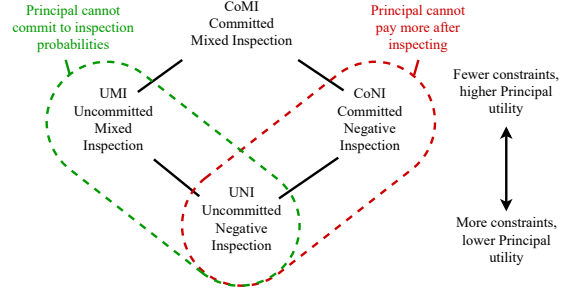 Principal cannot
commit to inspection
probabilities
CoMI
Committed
Mixed Inspection
Principal cannot
pay more after
inspecting
UMI
Uncommitted
Mixed
Inspection
CoNI
Committed
Negative
Inspection
Fewer constraints,
higher Principal
utility
UNI
Uncommitted
Negative
Inspection
More constraints,
lower Principal
utility